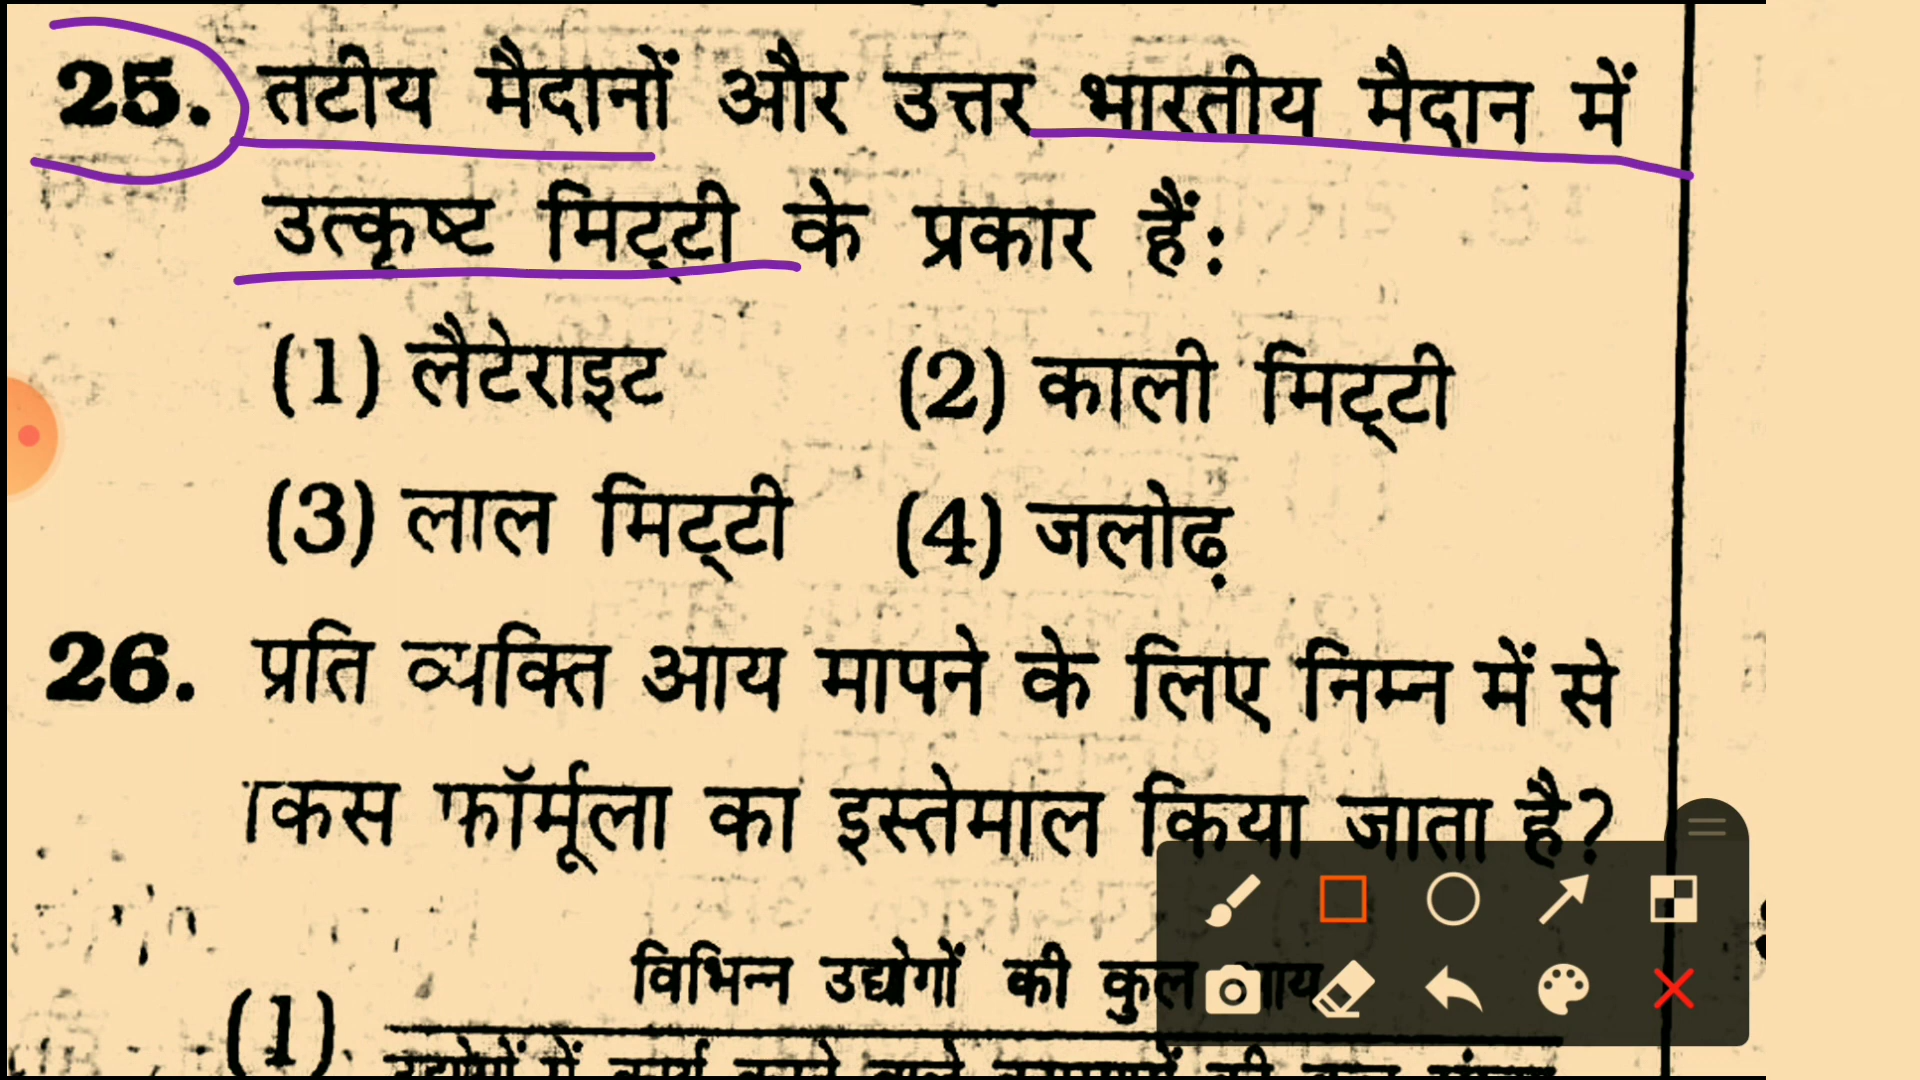 25. तटीय मैदानों और उत्तर भारतीय मैदान में
उत्कृष्ट मिट्टी के प्रकार हैं:
(1) लैटेराइट (2) काली मिट्टी
(3) लाल मिट्टी (4) जलोढ़
26. प्रति व्यक्ति आय मापने के लिए निम्न में से
किस फॉर्मूला का इस्तेमाल किया जाता है?
विभिन्न उद्योगों की कुल आय
(1)